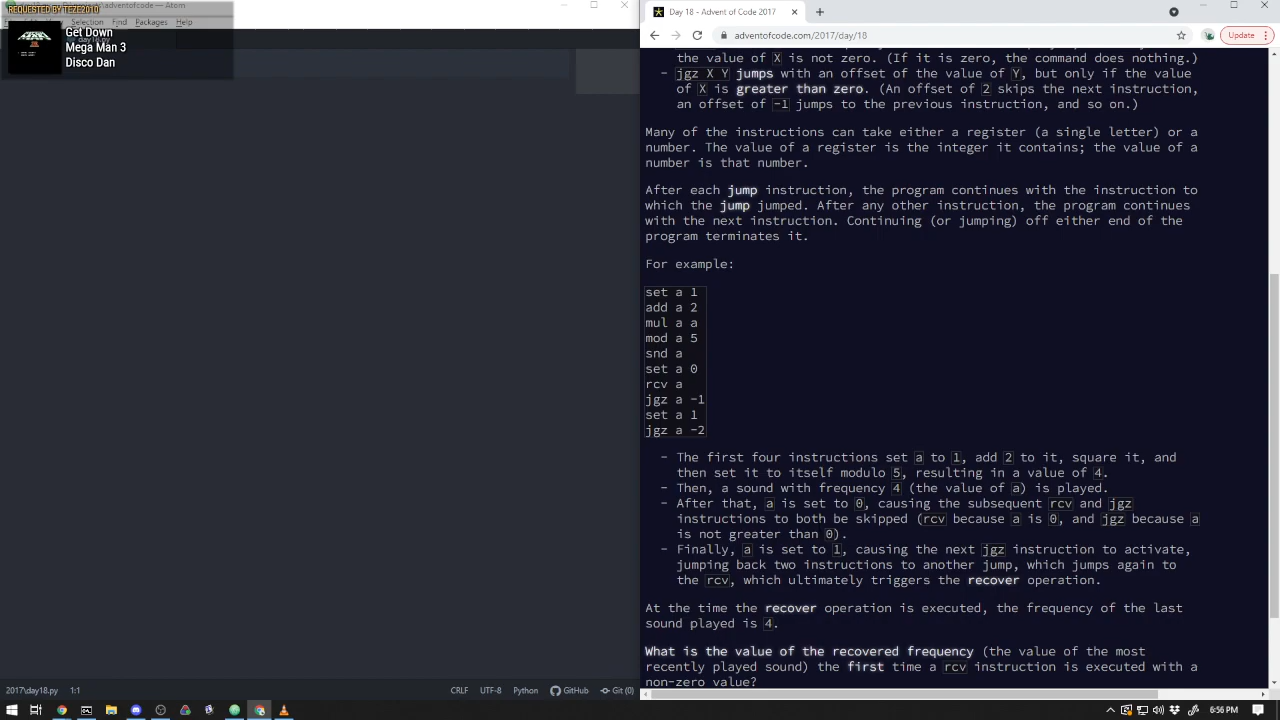 REQUESTED BY TEZE2010
Get Down
Mega Man 3
Disco Dan
Selection Find Packages Help
day18.py
\adventofcode — Atom
2017\day18.py 1:1 CRLF UTF-8 Python GitHub Git (0)
Day 18 - Advent of Code 2017
adventofcode.com/2017/day/18
Update
the value of X is not zero. (If it is zero, the command does nothing.)
- jgz X Y jumps with an offset of the value of Y, but only if the value
of X is greater than zero. (An offset of 2 skips the next instruction,
an offset of -1 jumps to the previous instruction, and so on.)
Many of the instructions can take either a register (a single letter) or a
number. The value of a register is the integer it contains; the value of a
number is that number.
After each jump instruction, the program continues with the instruction to
which the jump jumped. After any other instruction, the program continues
with the next instruction. Continuing (or jumping) off either end of the
program terminates it.
For example:
set a 1
add a 2
mul a a
mod a 5
snd a
set a 0
rcv a
jgz a -1
set a 1
jgz a -2
- The first four instructions set a to 1, add 2 to it, square it, and
then set it to itself modulo 5, resulting in a value of 4.
- Then, a sound with frequency 4 (the value of a) is played.
- After that, a is set to 0, causing the subsequent rcv and jgz
instructions to both be skipped (rcv because a is 0, and jgz because a
is not greater than 0).
- Finally, a is set to 1, causing the next jgz instruction to activate,
jumping back two instructions to another jump, which jumps again to
the rcv, which ultimately triggers the recover operation.
At the time the recover operation is executed, the frequency of the last
sound played is 4.
What is the value of the recovered frequency (the value of the most
recently played sound) the first time a rcv instruction is executed with a
non-zero value?
6:56 PM